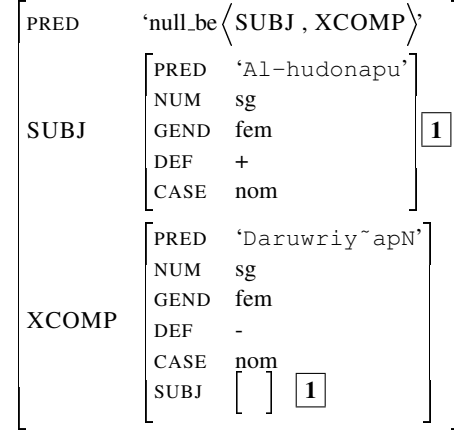 PRED ‘null_be⟨SUBJ , XCOMP⟩’
PRED ‘Al-hudonapu’
NUM sg
SUBJ GEND fem 1
DEF +
CASE nom
PRED ‘Daruwriy˜apN’
NUM sg
GEND fem
XCOMP DEF -
CASE nom
SUBJ [ ] 1